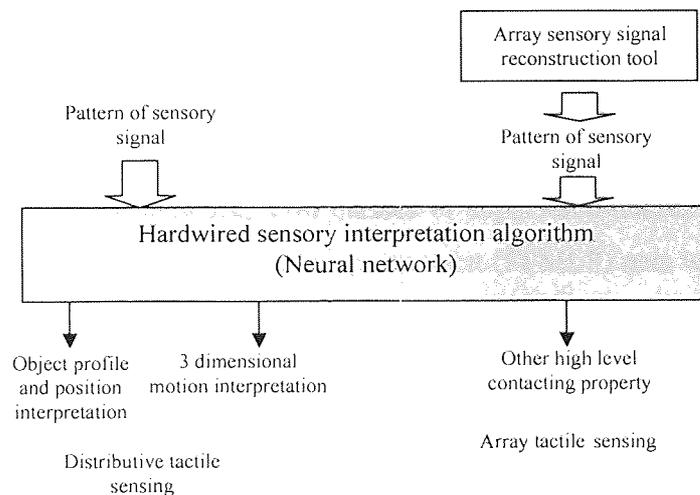 Array sensory signal
reconstruction tool
Pattern of sensory
signal
Pattern of sensory
signal
Hardwired sensory interpretation algorithm
(Neural network)
Object profile
and position
interpretation
3 dimensional
motion interpretation
Other high level
contacting property
Distributive tactile
sensing
Array tactile sensing